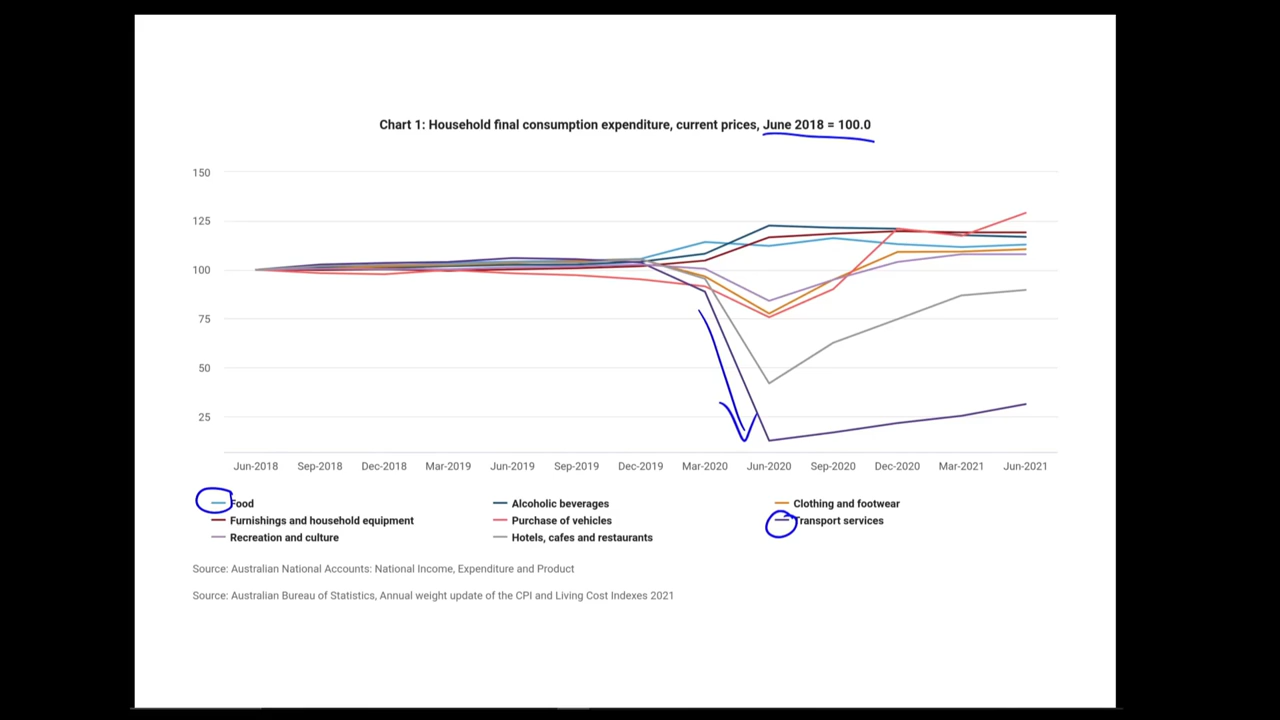 Chart 1: Household final consumption expenditure, current prices, June 2018 = 100.0
150
125
100
75
50
25
Jun-2018 Sep-2018 Dec-2018 Mar-2019 Jun-2019 Sep-2019 Dec-2019 Mar-2020 Jun-2020 Sep-2020 Dec-2020 Mar-2021 Jun-2021
Food Alcoholic beverages Clothing and footwear
Furnishings and household equipment Purchase of vehicles Transport services
Recreation and culture Hotels, cafes and restaurants
Source: Australian National Accounts: National Income, Expenditure and Product
Source: Australian Bureau of Statistics, Annual weight update of the CPI and Living Cost Indexes 2021